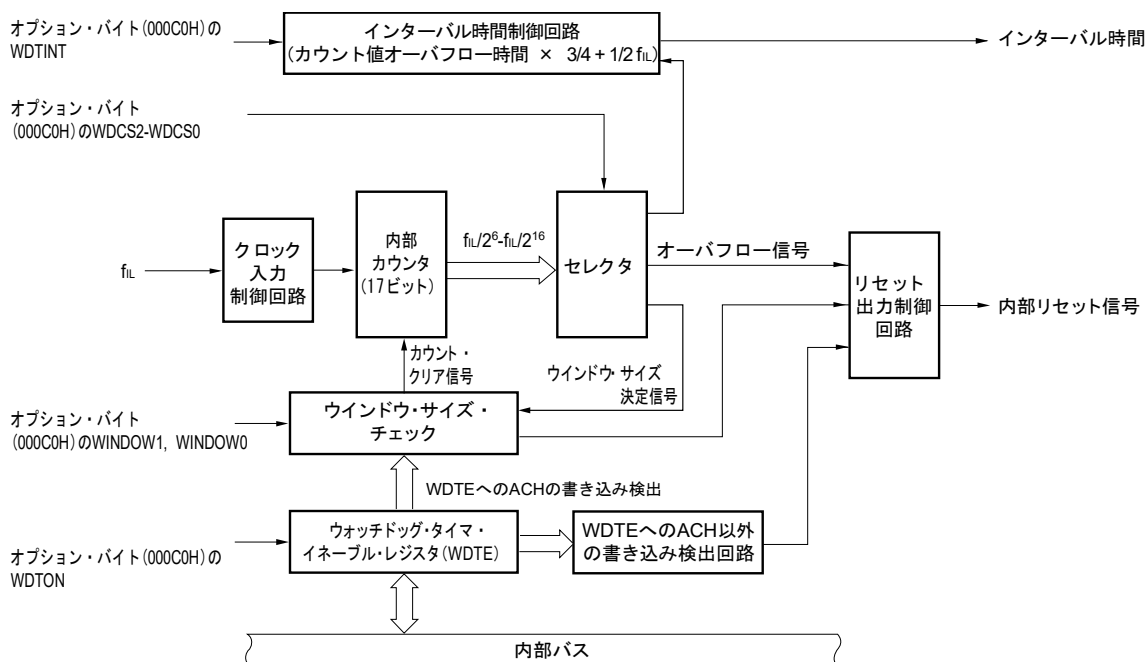 オプション・バイト(000C0H)の
WDTINT
インターバル時間制御回路
(カウント値オーバフロー時間 × 3/4 + 1/2 fIL)
インターバル時間
オプション・バイト
(000C0H)のWDCS2-WDCS0
fIL
クロック
入力
制御回路
内部
カウンタ
(17ビット)
fIL/2^6-fIL/2^16
セレクタ
オーバフロー信号
リセット
出力制御
回路
内部リセット信号
カウント・
クリア信号
ウインドウ・サイズ
決定信号
オプション・バイト
(000C0H)のWINDOW1, WINDOW0
ウインドウ・サイズ・
チェック
WDTEへのACHの書き込み検出
オプション・バイト(000C0H)の
WDTON
ウォッチドッグ・タイマ・
イネーブル・レジスタ(WDTE)
WDTEへのACH以外
の書き込み検出回路
内部バス